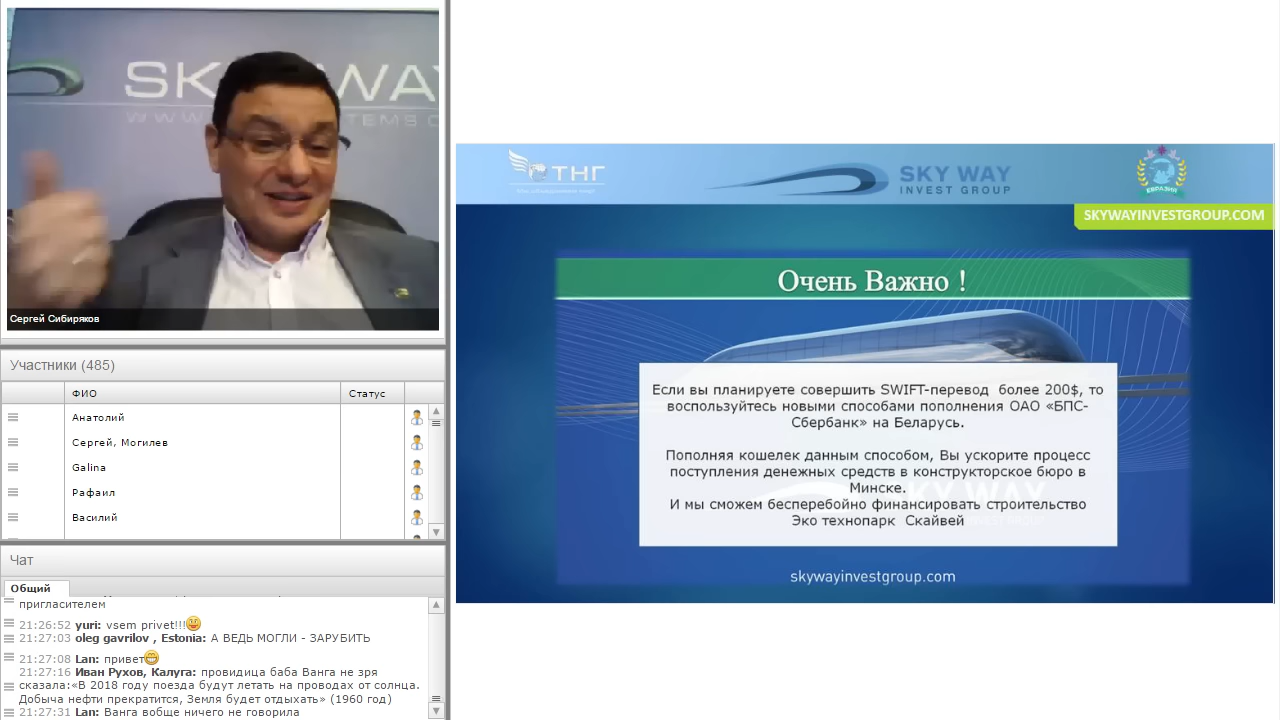 SKY WAY
Сергей Сибиряков
Участники (485)
ФИО
Статус
Анатолий
Сергей, Могилев
Galina
Рафаил
Василий
Чат
Общий
пригласителем
21:26:52 yuri: vsem privet!!!
21:27:03 oleg gavrilov , Estonia: А ВЕДЬ МОГЛИ - ЗАРУБИТЬ
21:27:08 Lan: привет
21:27:16 Иван Рухов, Калуга: провидица баба Ванга не зря
сказала:«В 2018 году поезда будут летать на проводах от солнца.
Добыча нефти прекратится, Земля будет отдыхать» (1960 год)
21:27:31 Lan: Ванга вобще ничего не говорила
ТНГ
SKY WAY
INVEST GROUP
ЕВРАЗИЯ
SKYWAYINVESTGROUP.COM
Очень Важно !
Если вы планируете совершить SWIFT-перевод более 200$, то
воспользуйтесь новыми способами пополнения ОАО «БПС-
Сбербанк» на Беларусь.
Пополняя кошелек данным способом, Вы ускорите процесс
поступления денежных средств в конструкторское бюро в
Минске.
И мы сможем бесперебойно финансировать строительство
Эко технопарк Скайвей
skywayinvestgroup.com